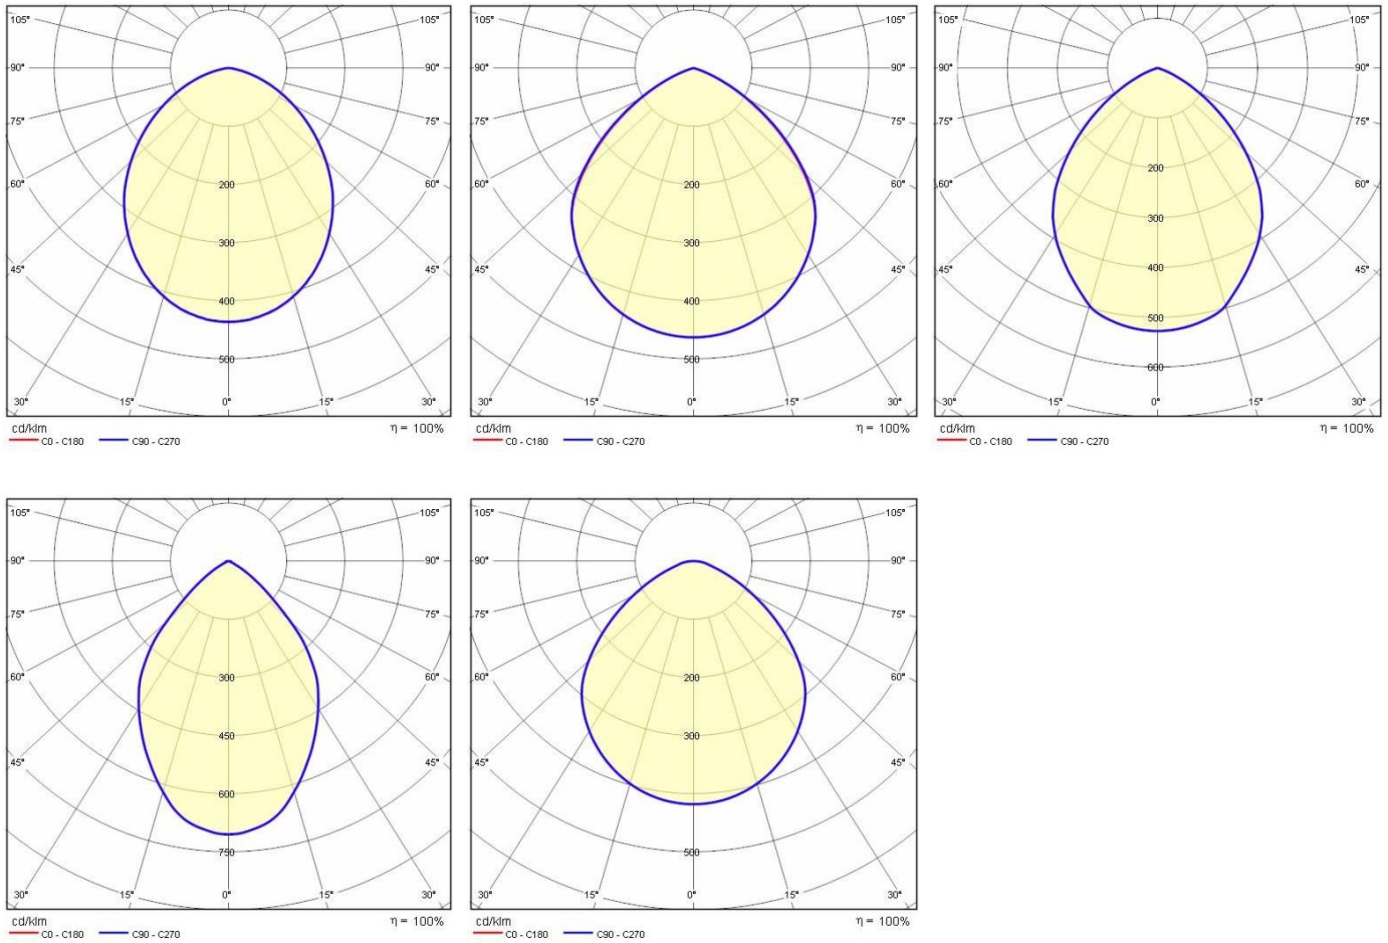 105° 105° 105° 105° 105° 105°
90° 90° 90° 90° 90° 90°
75° 75° 75° 75° 75° 75°
60° 200 60° 60° 200 60° 60° 200 60°
300 300 300
45° 45° 45° 45° 400 45° 45°
400 400
500 500 500
600
30° 15° 0° 15° 30° 30° 15° 0° 15° 30° 30° 15° 0° 15° 30°
cd/klm η = 100% cd/klm η = 100% cd/klm η = 100%
C0 - C180 C90 - C270 C0 - C180 C90 - C270 C0 - C180 C90 - C270
105° 105° 105° 105°
90° 90° 90° 90°
75° 75° 75° 75°
60° 300 60° 60° 200 60°
450 300
45° 45° 45° 45°
600
750 500
30° 15° 0° 15° 30° 30° 15° 0° 15° 30°
cd/klm η = 100% cd/klm η = 100%
C0 - C180 C90 - C270 C0 - C180 C90 - C270